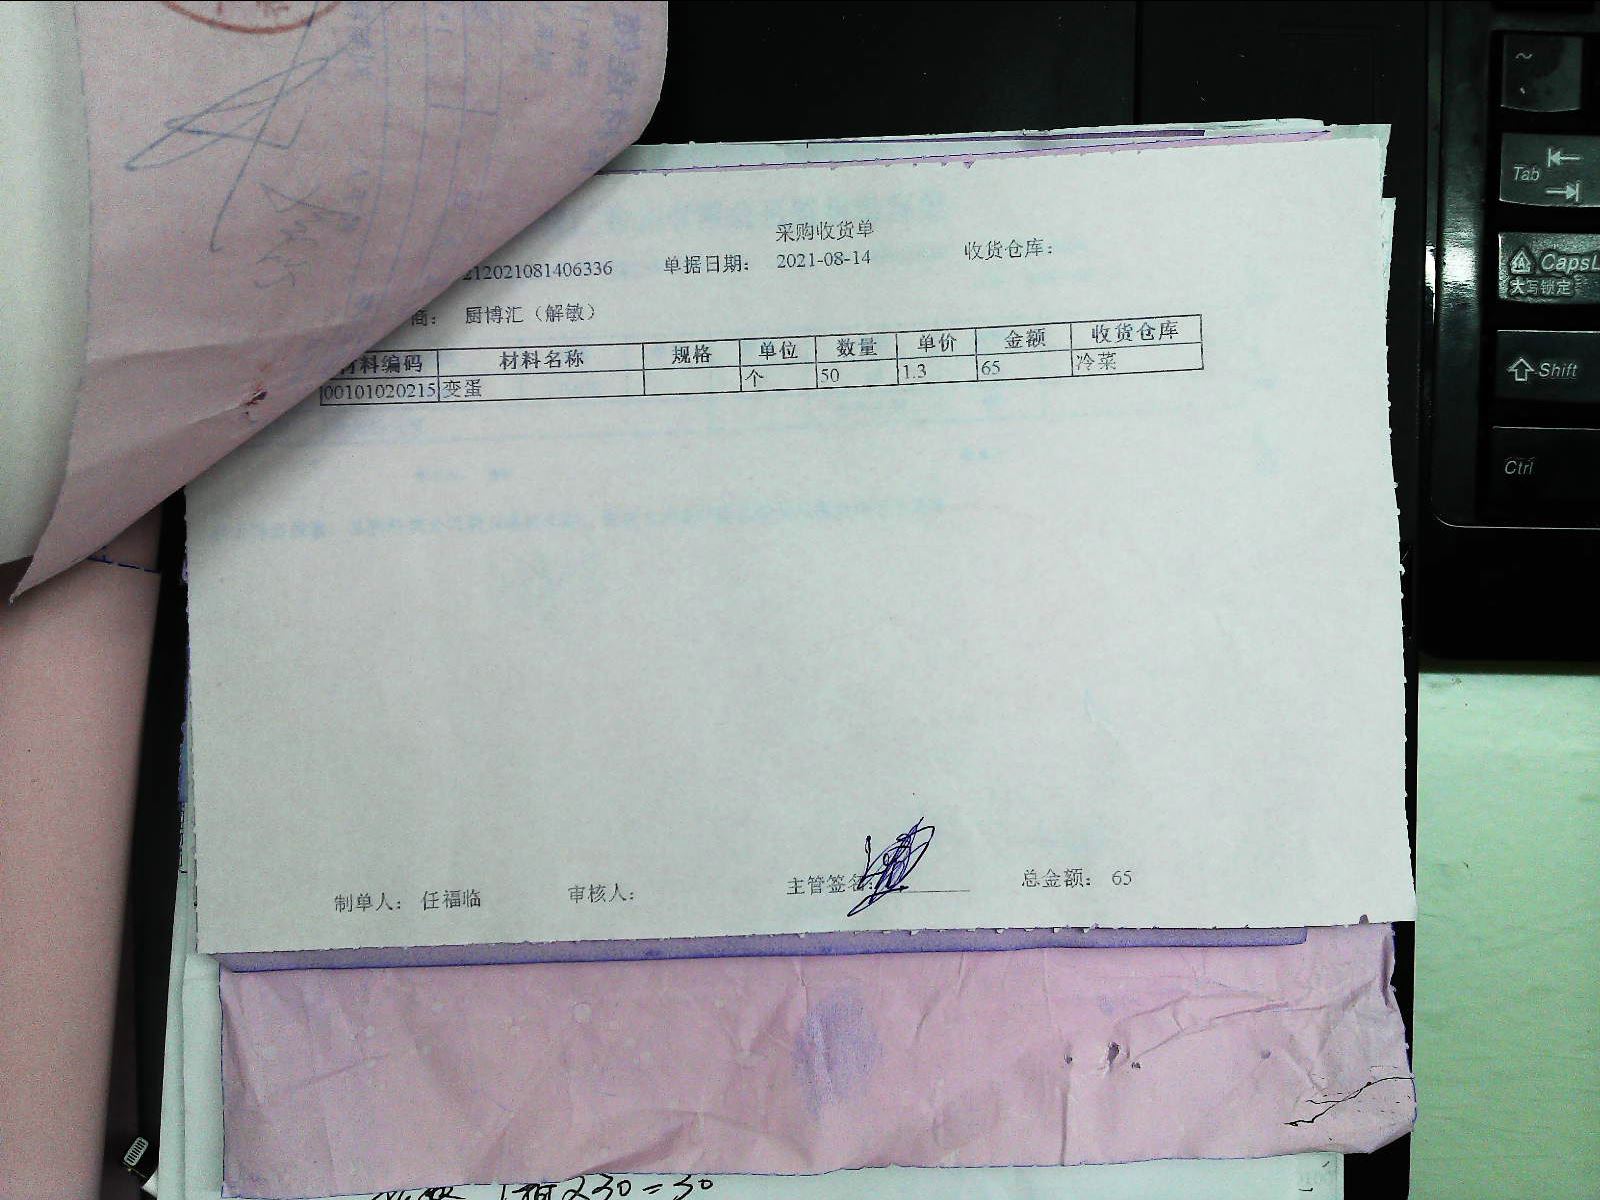 采购收货单
212021081406336 单据日期： 2021-08-14 收货仓库：
商： 厨博汇（解敏）
材料编码 材料名称 规格 单位 数量 单价 金额 收货仓库
00101020215 变蛋 个 50 1.3 65 冷菜
制单人： 任福临 审核人： 主管签名： 总金额： 65
230=30
~
Tab
CapsL
大写锁定
Shift
Ctrl